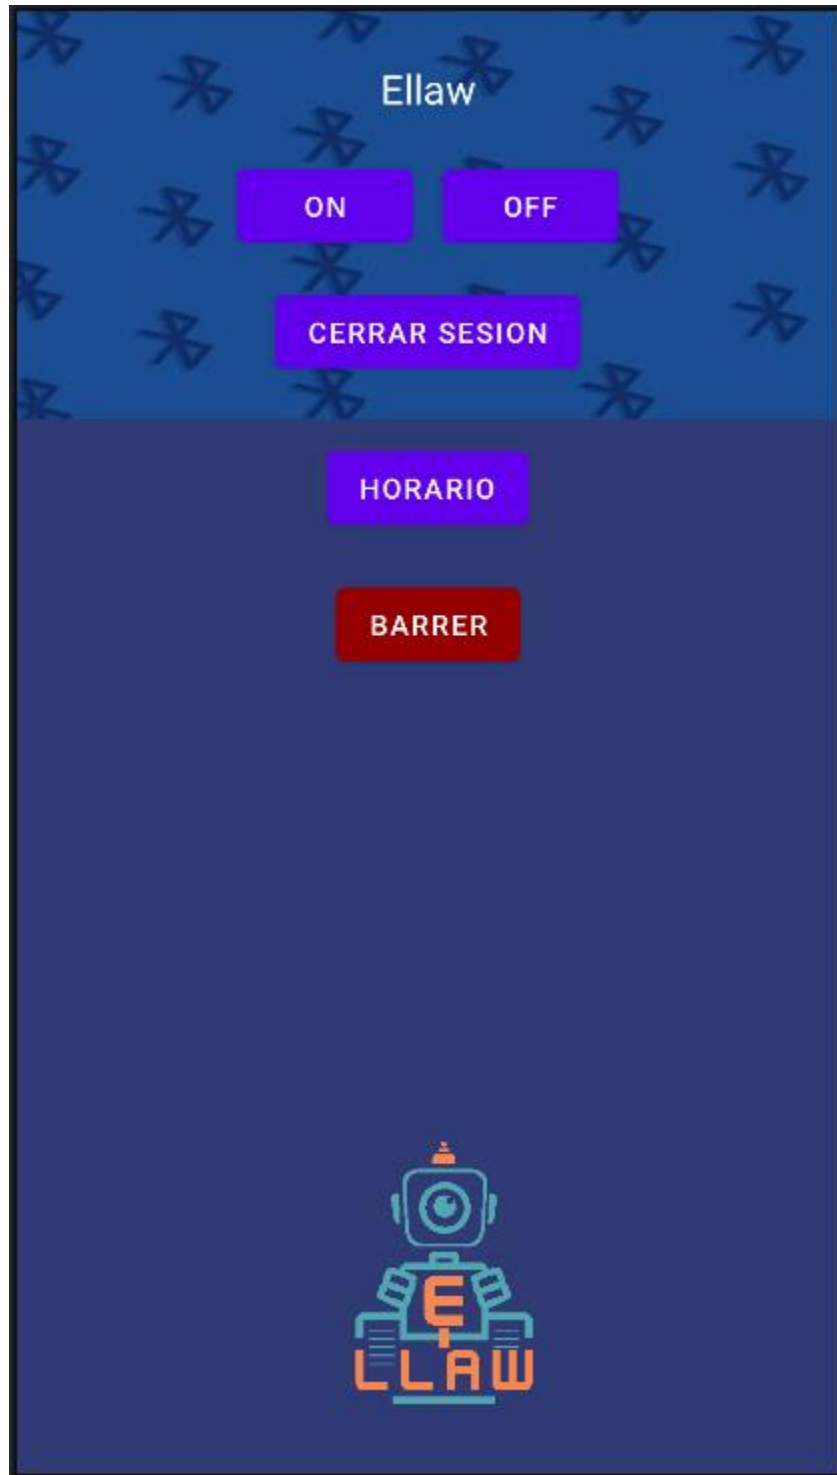 Ellaw
ON OFF
CERRAR SESION
HORARIO
BARRER
E
LLAW